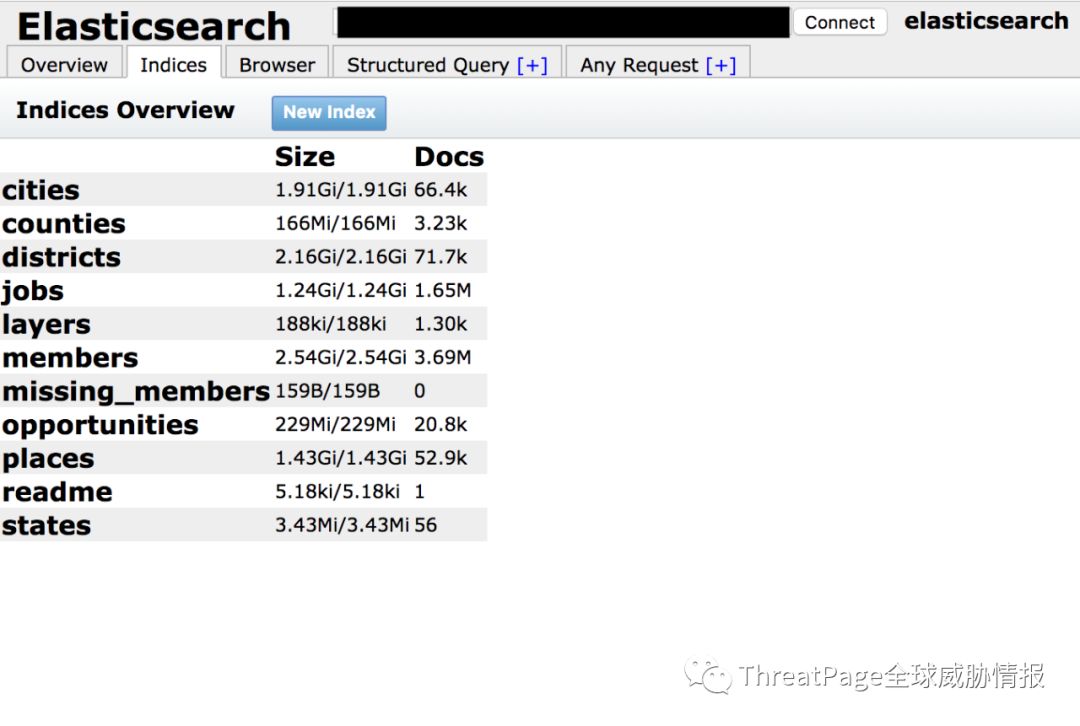 Elasticsearch Connect elasticsearch
Overview Indices Browser Structured Query [+] Any Request [+]
Indices Overview New Index
Size Docs
cities 1.91Gi/1.91Gi 66.4k
counties 166Mi/166Mi 3.23k
districts 2.16Gi/2.16Gi 71.7k
jobs 1.24Gi/1.24Gi 1.65M
layers 188ki/188ki 1.30k
members 2.54Gi/2.54Gi 3.69M
missing_members 159B/159B 0
opportunities 229Mi/229Mi 20.8k
places 1.43Gi/1.43Gi 52.9k
readme 5.18ki/5.18ki 1
states 3.43Mi/3.43Mi 56
ThreatPage全球威胁情报